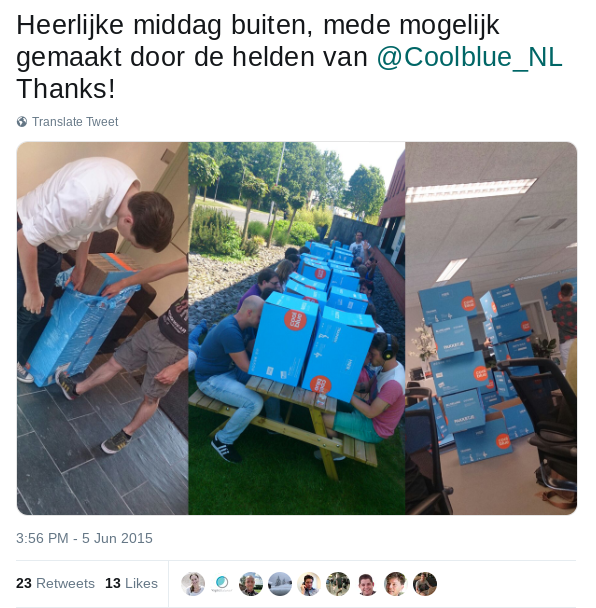 Heerlijke middag buiten, mede mogelijk
gemaakt door de helden van @Coolblue_NL
Thanks!
Translate Tweet
3:56 PM - 5 Jun 2015
23 Retweets 13 Likes